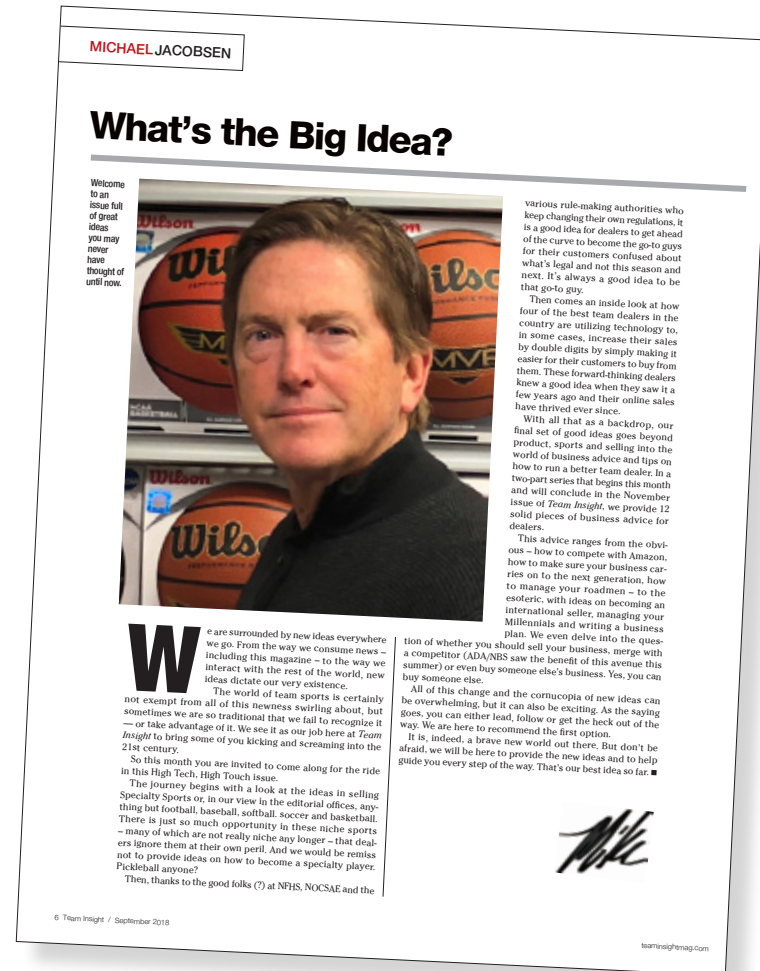 MICHAEL JACOBSEN
What's the Big Idea?
Welcome
to an
issue full
of great
ideas
you may
never
have
thought of
until now.
Wilson
Wilson
NCAA
BASKETBALL
Wilson
Wilson
MVP
We are surrounded by new ideas everywhere
we go. From the way we consume news –
including this magazine – to the way we
interact with the rest of the world, new
ideas dictate our very existence.
The world of team sports is certainly
not exempt from all of this newness swirling about, but
sometimes we are so traditional that we fail to recognize it
— or take advantage of it. We see it as our job here at Team
Insight to bring some of you kicking and screaming into the
21st century.
So this month you are invited to come along for the ride
in this High Tech, High Touch issue.
The journey begins with a look at the ideas in selling
Specialty Sports or, in our view in the editorial offices, any-
thing but football, baseball, softball. soccer and basketball.
There is just so much opportunity in these niche sports
– many of which are not really niche any longer – that deal-
ers ignore them at their own peril. And we would be remiss
not to provide ideas on how to become a specialty player.
Pickleball anyone?
Then, thanks to the good folks (?) at NFHS, NOCSAE and the
various rule-making authorities who
keep changing their own regulations, it
is a good idea for dealers to get ahead
of the curve to become the go-to guys
for their customers confused about
what's legal and not this season and
next. It's always a good idea to be
that go-to guy.
Then comes an inside look at how
four of the best team dealers in the
country are utilizing technology to,
in some cases, increase their sales
by double digits by simply making it
easier for their customers to buy from
them. These forward-thinking dealers
knew a good idea when they saw it a
few years ago and their online sales
have thrived ever since.
With all that as a backdrop, our
final set of good ideas goes beyond
product, sports and selling into the
world of business advice and tips on
how to run a better team dealer. In a
two-part series that begins this month
and will conclude in the November
issue of Team Insight, we provide 12
solid pieces of business advice for
dealers.
This advice ranges from the obvi-
ous – how to compete with Amazon,
how to make sure your business car-
ries on to the next generation, how
to manage your roadmen – to the
esoteric, with ideas on becoming an
international seller, managing your
Millennials and writing a business
plan. We even delve into the ques-
tion of whether you should sell your business, merge with
a competitor (ADA/NBS saw the benefit of this avenue this
summer) or even buy someone else's business. Yes, you can
buy someone else.
All of this change and the cornucopia of new ideas can
be overwhelming, but it can also be exciting. As the saying
goes, you can either lead, follow or get the heck out of the
way. We are here to recommend the first option.
It is, indeed, a brave new world out there. But don't be
afraid, we will be here to provide the new ideas and to help
guide you every step of the way. That's our best idea so far. ■
Mike
6 Team Insight / September 2018
teaminsightmag.com